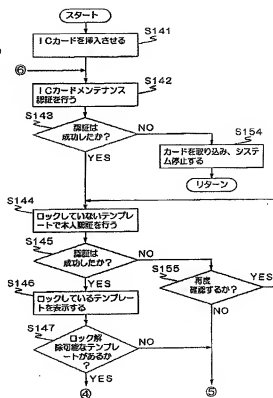 スタート
S141
ICカードを挿入させる
⑥
S142
ICカードメンテナンス
認証を行う
S143
認証は
成功したか?
NO
S154
YES
カードを取り込み、システ
ム停止する
リターン
S144
ロックしていないテンプレ
ートで本人認証を行う
S145
認証は
成功したか?
NO
S155
YES
再度
確認するか?
YES
NO
S146
ロックしているテンプレー
トを表示する
S147
ロック解
除可能なテンプレ
ートがあるか
?
NO
YES
④
⑤